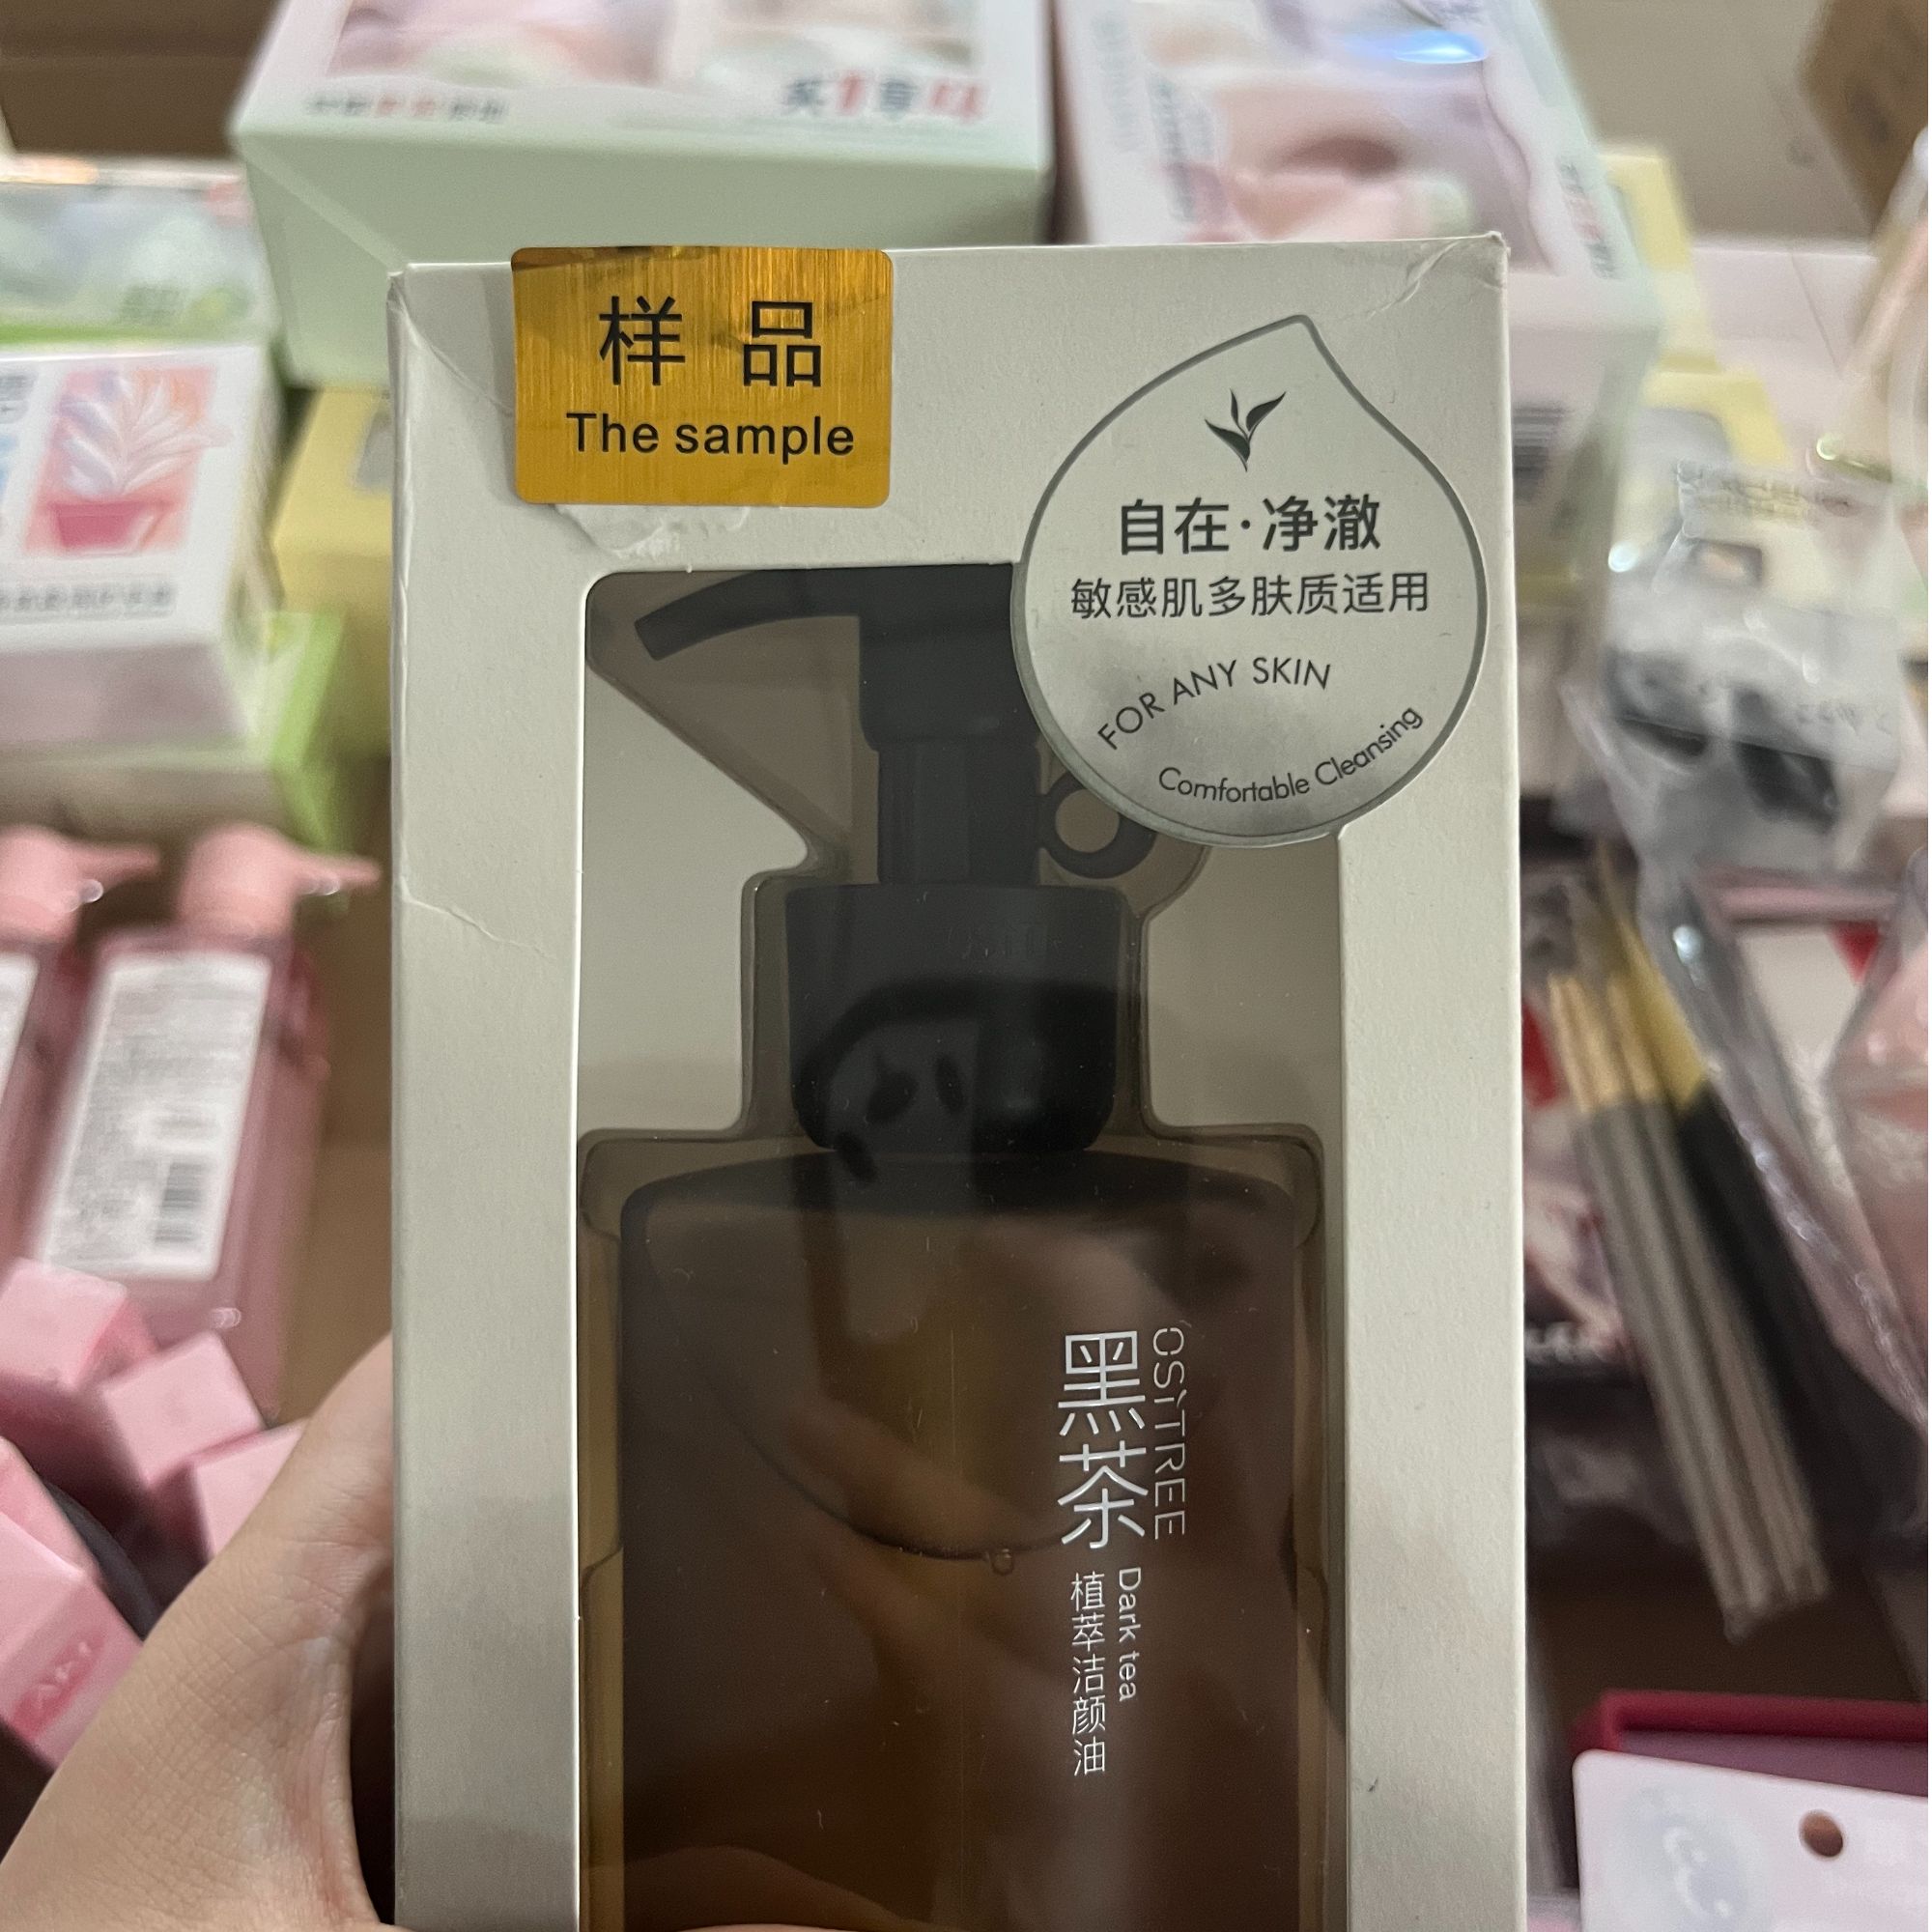 样品
The sample
自在·净澈
敏感肌多肤质适用
FOR ANY SKIN
Comfortable Cleansing
OSYTREE
黑茶
Dark tea
植萃洁颜油